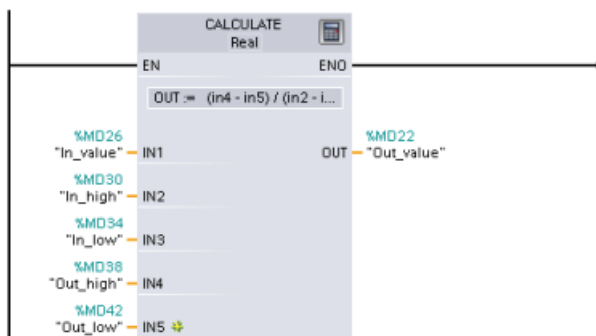 CALCULATE
Real
EN ENO
OUT := (in4 - in5) / (in2 - i...
%MD26
"In_value" IN1
%MD22
OUT "Out_value"
%MD30
"In_high" IN2
%MD34
"In_low" IN3
%MD38
"Out_high" IN4
%MD42
"Out_low" IN5